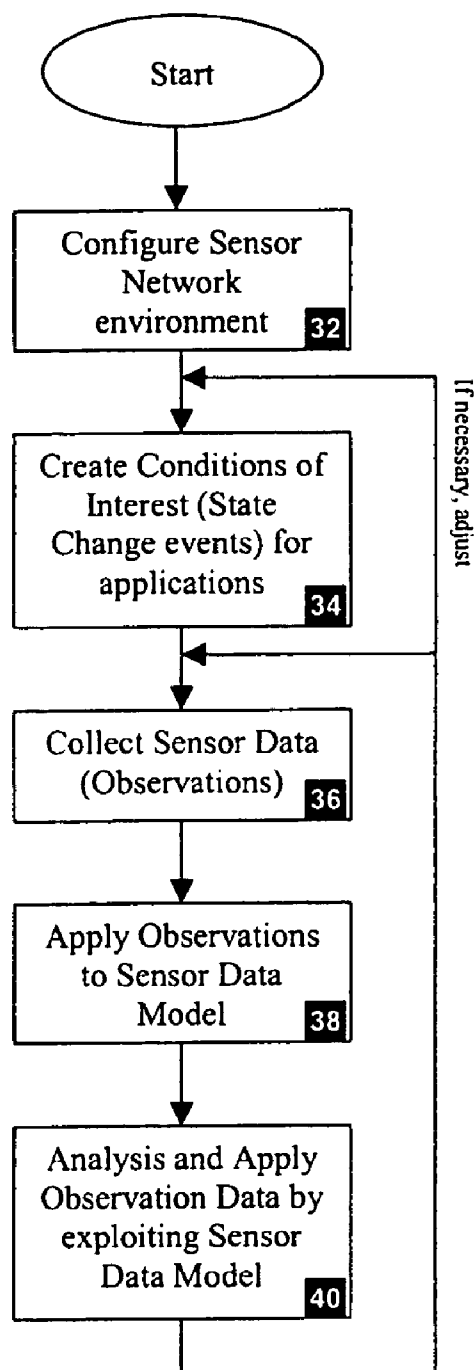 Start
Configure Sensor
Network
environment
32
If necessary, adjust
Create Conditions of
Interest (State
Change events) for
applications
34
Collect Sensor Data
(Observations)
36
Apply Observations
to Sensor Data
Model
38
Analysis and Apply
Observation Data by
exploiting Sensor
Data Model
40